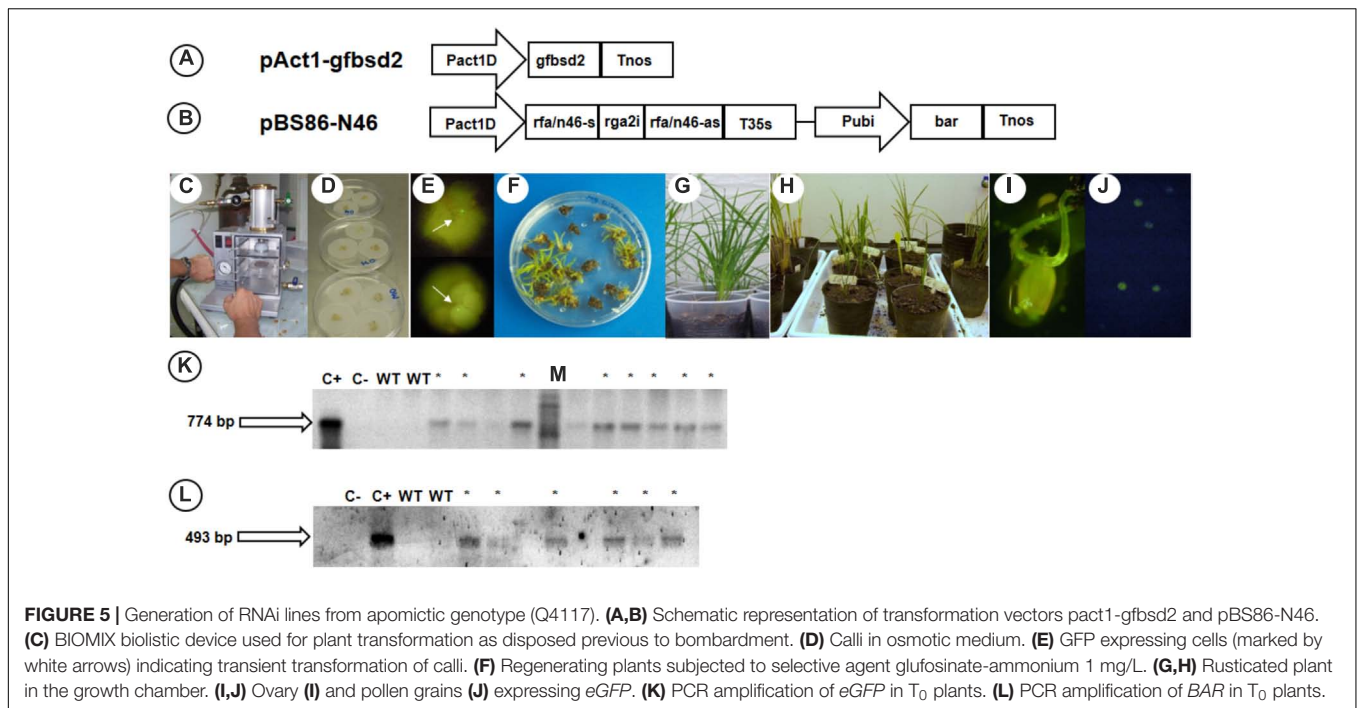 A pAct1-gfbsd2 Pact1D gfbsd2 Tnos
B pBS86-N46 Pact1D rfa/n46-s rga2i rfa/n46-as T35s Pubi bar Tnos
C D E F G H I J
K C+ C- WT WT * * * M * * * * *
774 bp
L C- C+ WT WT * * * * * *
493 bp
FIGURE 5 | Generation of RNAi lines from apomictic genotype (Q4117). (A,B) Schematic representation of transformation vectors pact1-gfbsd2 and pBS86-N46.
(C) BIOMIX biolistic device used for plant transformation as disposed previous to bombardment. (D) Calli in osmotic medium. (E) GFP expressing cells (marked by
white arrows) indicating transient transformation of calli. (F) Regenerating plants subjected to selective agent glufosinate-ammonium 1 mg/L. (G,H) Rusticated plant
in the growth chamber. (I,J) Ovary (I) and pollen grains (J) expressing eGFP. (K) PCR amplification of eGFP in T0 plants. (L) PCR amplification of BAR in T0 plants.